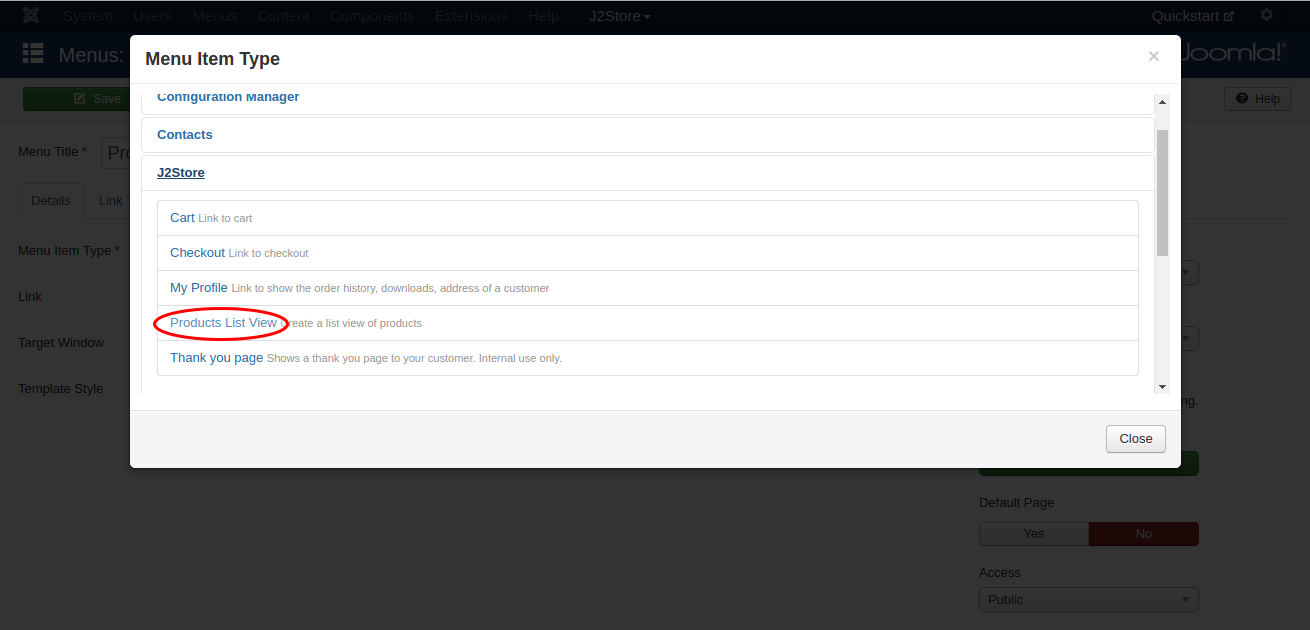 System Users Menus Content Components Extensions Help J2Store Quickstart
Menus: Joomla!
Menu Item Type ×
Save Help
Configuration Manager
Contacts
J2Store
Cart Link to cart
Checkout Link to checkout
My Profile Link to show the order history, downloads, address of a customer
Products List View Create a list view of products
Thank you page Shows a thank you page to your customer. Internal use only.
Close
Menu Title * Pro
Details Link T
Menu Item Type *
Link
Target Window
Template Style
ng.
Default Page
Yes No
Access
Public